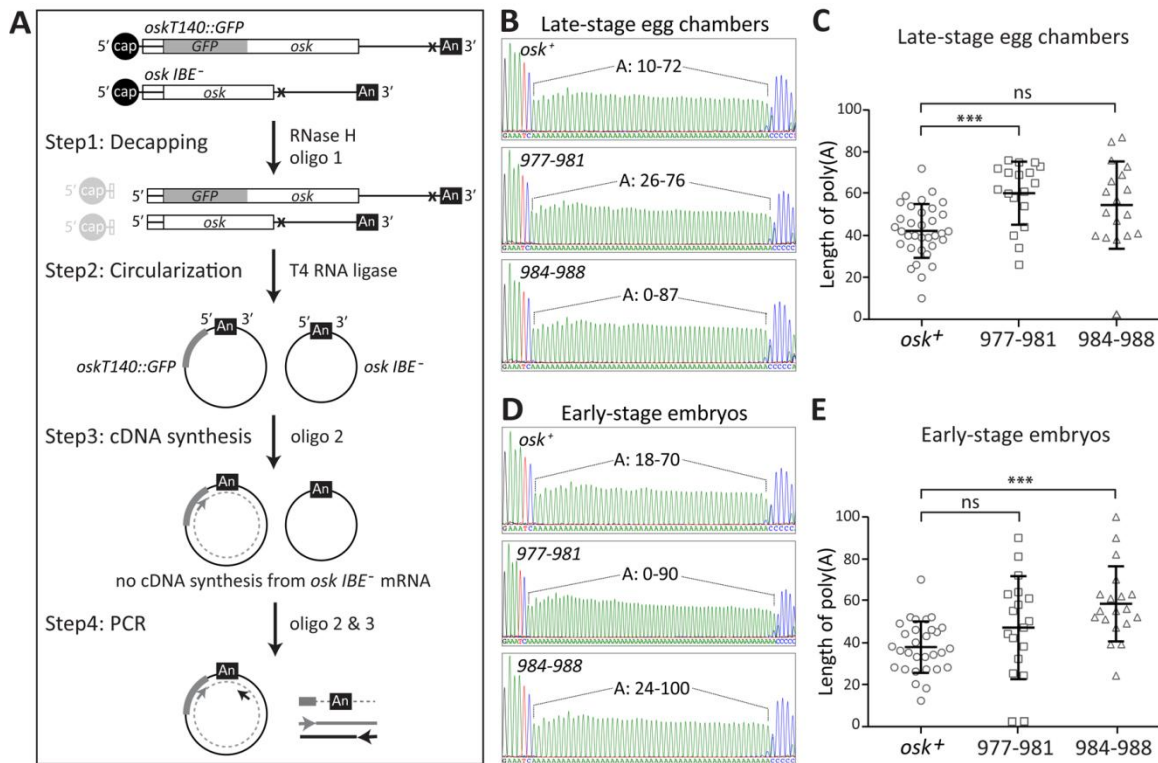 A
oskT140::GFP
5′ cap GFP osk x An 3′
osk IBE⁻
5′ cap osk x An 3′
Step1: Decapping
RNase H
oligo 1
5′ cap GFP osk x An 3′
5′ cap osk x An 3′
Step2: Circularization
T4 RNA ligase
5′ An 3′ 5′ An 3′
oskT140::GFP osk IBE⁻
Step3: cDNA synthesis
oligo 2
An An
no cDNA synthesis from osk IBE⁻ mRNA
Step4: PCR
oligo 2 & 3
An An
B
Late-stage egg chambers
osk⁺
A: 10-72
977-981
A: 26-76
984-988
A: 0-87
C
Late-stage egg chambers
ns
***
Length of poly(A)
100
80
60
40
20
0
osk⁺ 977-981 984-988
D
Early-stage embryos
osk⁺
A: 18-70
977-981
A: 0-90
984-988
A: 24-100
E
Early-stage embryos
***
ns
Length of poly(A)
100
80
60
40
20
0
osk⁺ 977-981 984-988